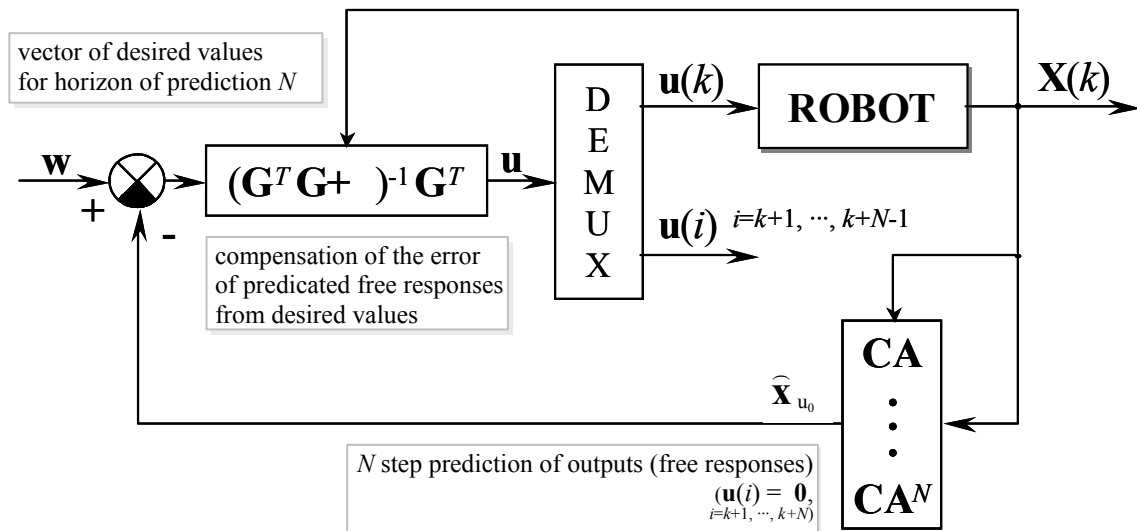 vector of desired values
for horizon of prediction N
w
+
-
(GᵀG+ )⁻¹Gᵀ
u
compensation of the error
of predicated free responses
from desired values
D
E
M
U
X
u(k)
ROBOT
X(k)
u(i) i=k+1, ···, k+N-1
CA
⋮
CAᴺ
x̂ u₀
N step prediction of outputs (free responses)
(u(i) = 0,
i=k+1, ···, k+N)